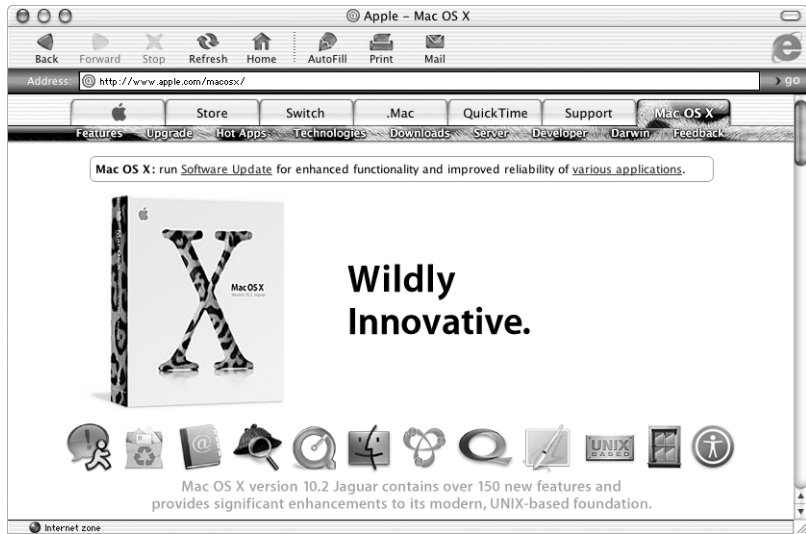 @ Apple – Mac OS X
Back Forward Stop Refresh Home AutoFill Print Mail
Address: @ http://www.apple.com/macosx/ › go
Store Switch .Mac QuickTime Support Mac OS X
Features Upgrade Hot Apps Technologies Downloads Server Developer Darwin Feedback
Mac OS X: run Software Update for enhanced functionality and improved reliability of various applications.
Mac OS X
Version 10.2 Jaguar
Wildly
Innovative.
@
UNIX
BASED
Mac OS X version 10.2 Jaguar contains over 150 new features and
provides significant enhancements to its modern, UNIX-based foundation.
Internet zone